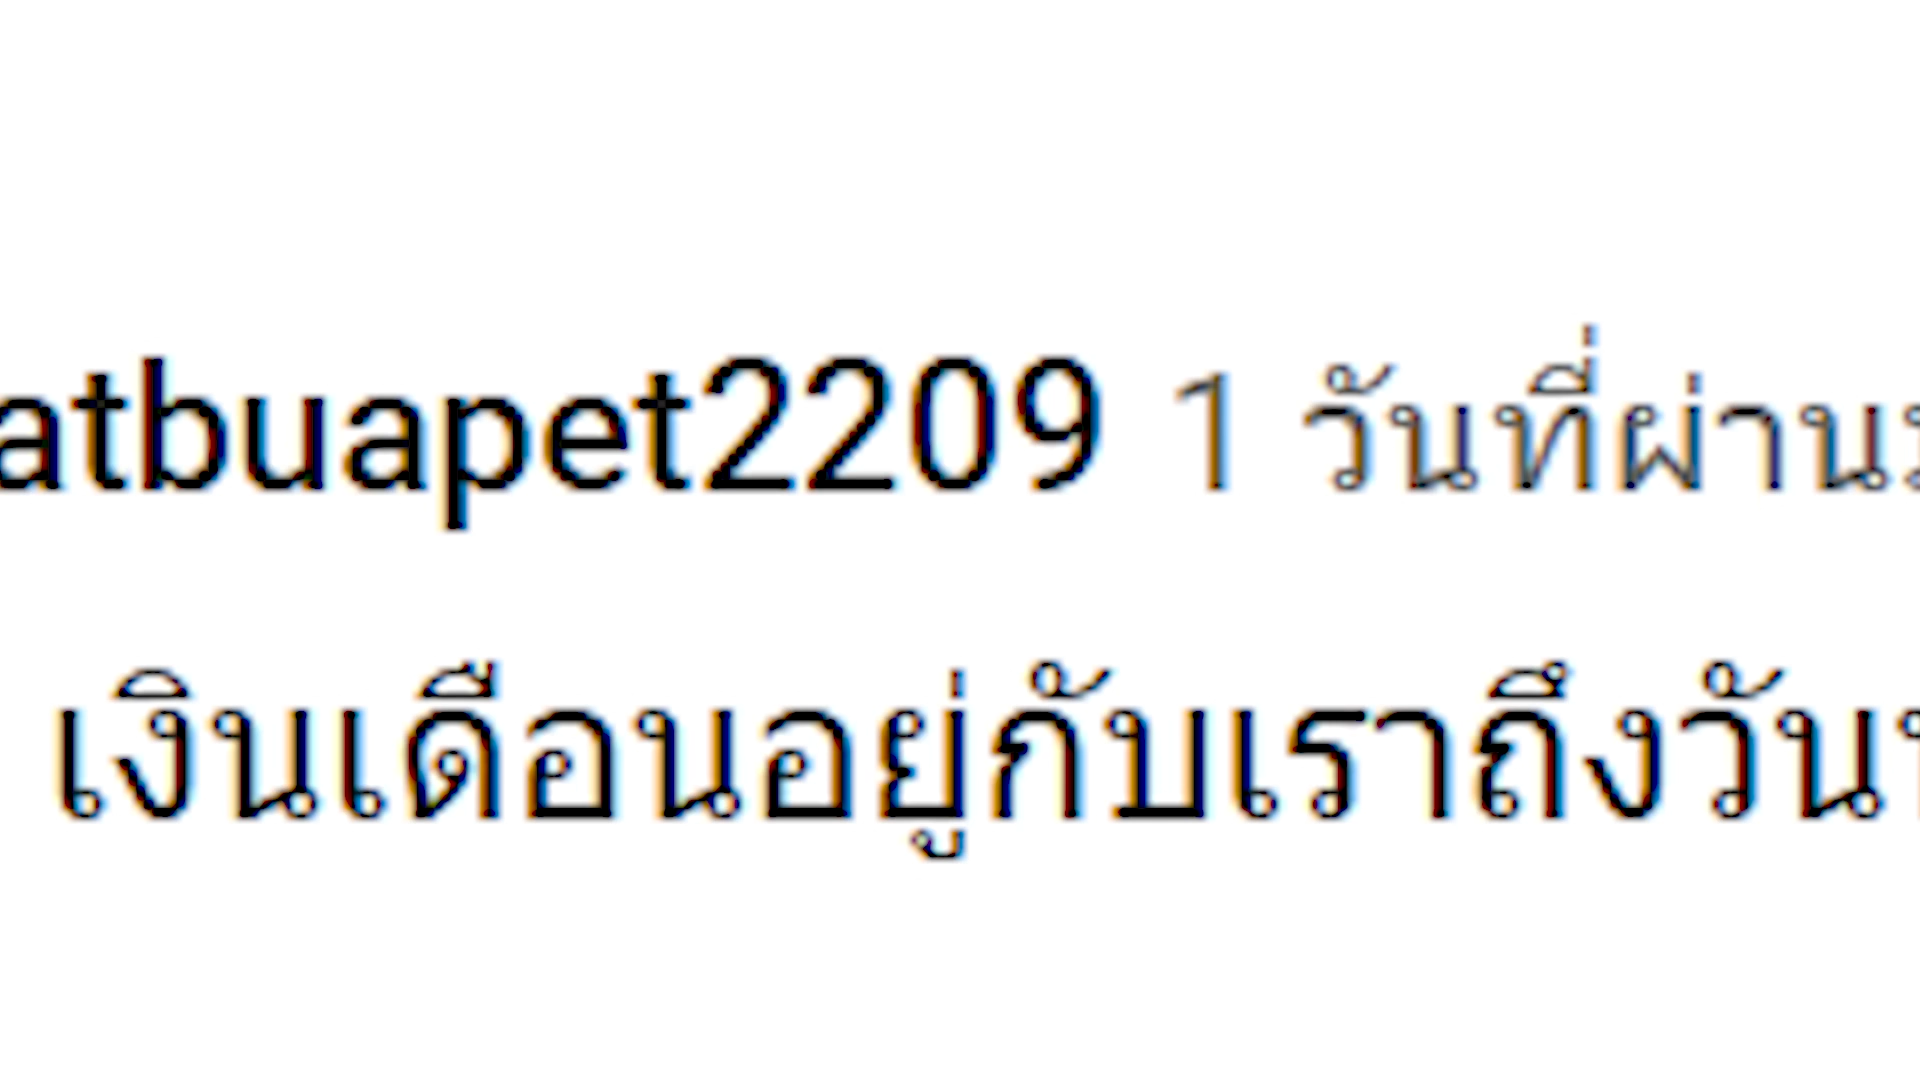 atbuapet2209 1 วันที่ผ่าน
เงินเดือนอยู่กับเราถึงวัน